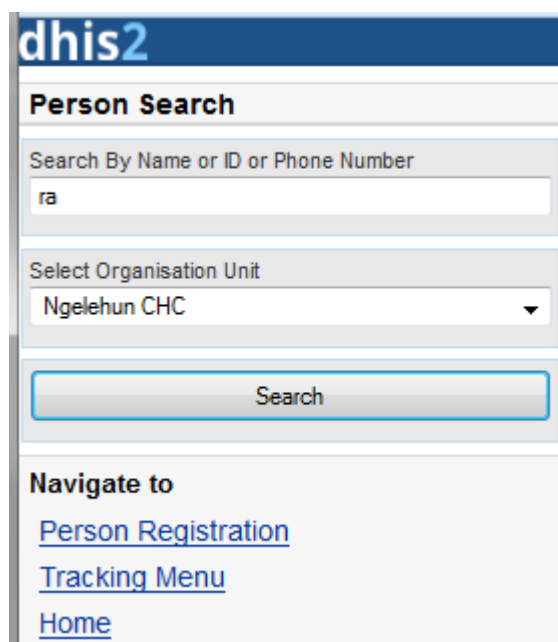 dhis2
Person Search
Search By Name or ID or Phone Number
ra
Select Organisation Unit
Ngelehun CHC
Search
Navigate to
Person Registration
Tracking Menu
Home